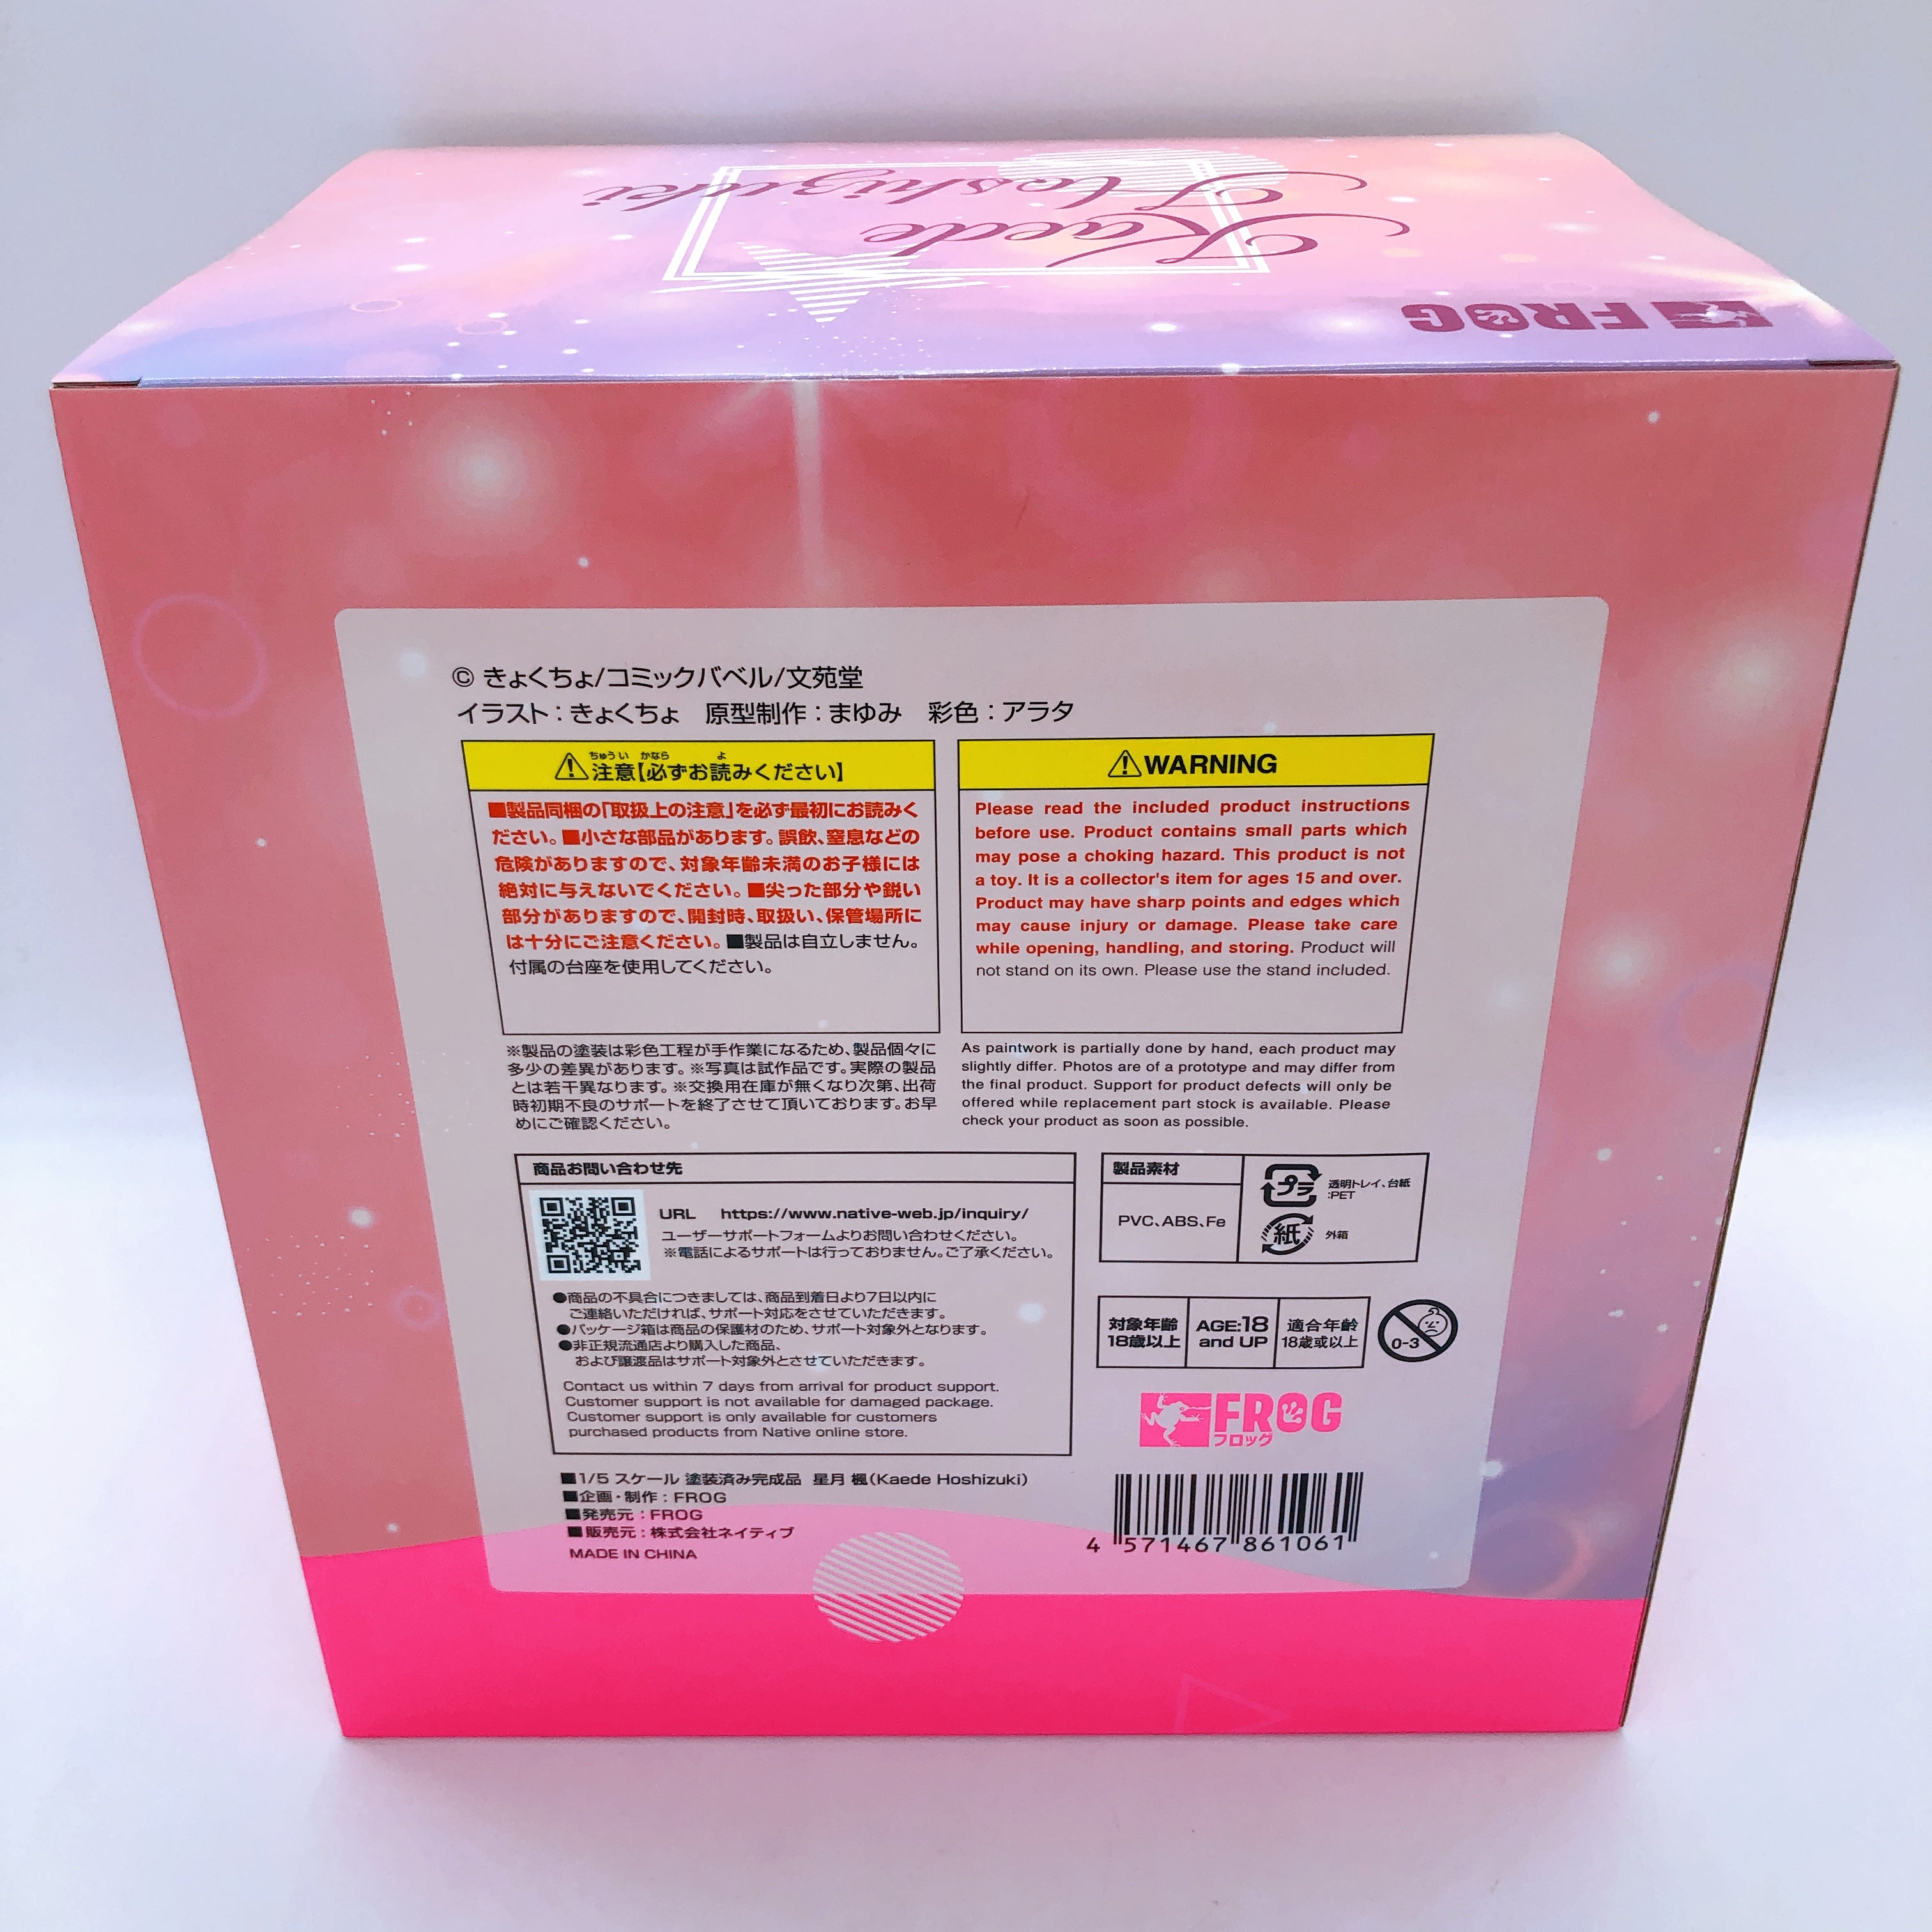 Kaede
Hoshizuki
FROG
© きょくちょ/コミックバベル/文苑堂
イラスト：きょくちょ 原型制作：まゆみ 彩色：アラタ
⚠注意【必ずお読みください】
ちゅうい かなら よ
■製品同梱の「取扱上の注意」を必ず最初にお読みく
ださい。■小さな部品があります。誤飲、窒息などの
危険がありますので、対象年齢未満のお子様には
絶対に与えないでください。■尖った部分や鋭い
部分がありますので、開封時、取扱い、保管場所に
は十分にご注意ください。■製品は自立しません。
付属の台座を使用してください。
⚠WARNING
Please read the included product instructions
before use. Product contains small parts which
may pose a choking hazard. This product is not
a toy. It is a collector's item for ages 15 and over.
Product may have sharp points and edges which
may cause injury or damage. Please take care
while opening, handling, and storing. Product will
not stand on its own. Please use the stand included.
※製品の塗装は彩色工程が手作業になるため、製品個々に
多少の差異があります。※写真は試作品です。実際の製品
とは若干異なります。※交換用在庫が無くなり次第、出荷
時初期不良のサポートを終了させて頂いております。お早
めにご確認ください。
As paintwork is partially done by hand, each product may
slightly differ. Photos are of a prototype and may differ from
the final product. Support for product defects will only be
offered while replacement part stock is available. Please
check your product as soon as possible.
商品お問い合わせ先
URL https://www.native-web.jp/inquiry/
ユーザーサポートフォームよりお問い合わせください。
※電話によるサポートは行っておりません。ご了承ください。
●商品の不具合につきましては、商品到着日より7日以内に
ご連絡いただければ、サポート対応をさせていただきます。
●パッケージ箱は商品の保護材のため、サポート対象外となります。
●非正規流通店より購入した商品、
および譲渡品はサポート対象外とさせていただきます。
Contact us within 7 days from arrival for product support.
Customer support is not available for damaged package.
Customer support is only available for customers
purchased products from Native online store.
製品素材
PVC、ABS、Fe
プラ
透明トレイ、台紙
:PET
紙
外箱
対象年齢
18歳以上
AGE:18
and UP
適合年齢
18歳或以上
0-3
FROG
フロッグ
■1/5 スケール 塗装済み完成品 星月 楓(Kaede Hoshizuki)
■企画・制作：FROG
■発売元：FROG
■販売元：株式会社ネイティブ
MADE IN CHINA
4 571467 861061